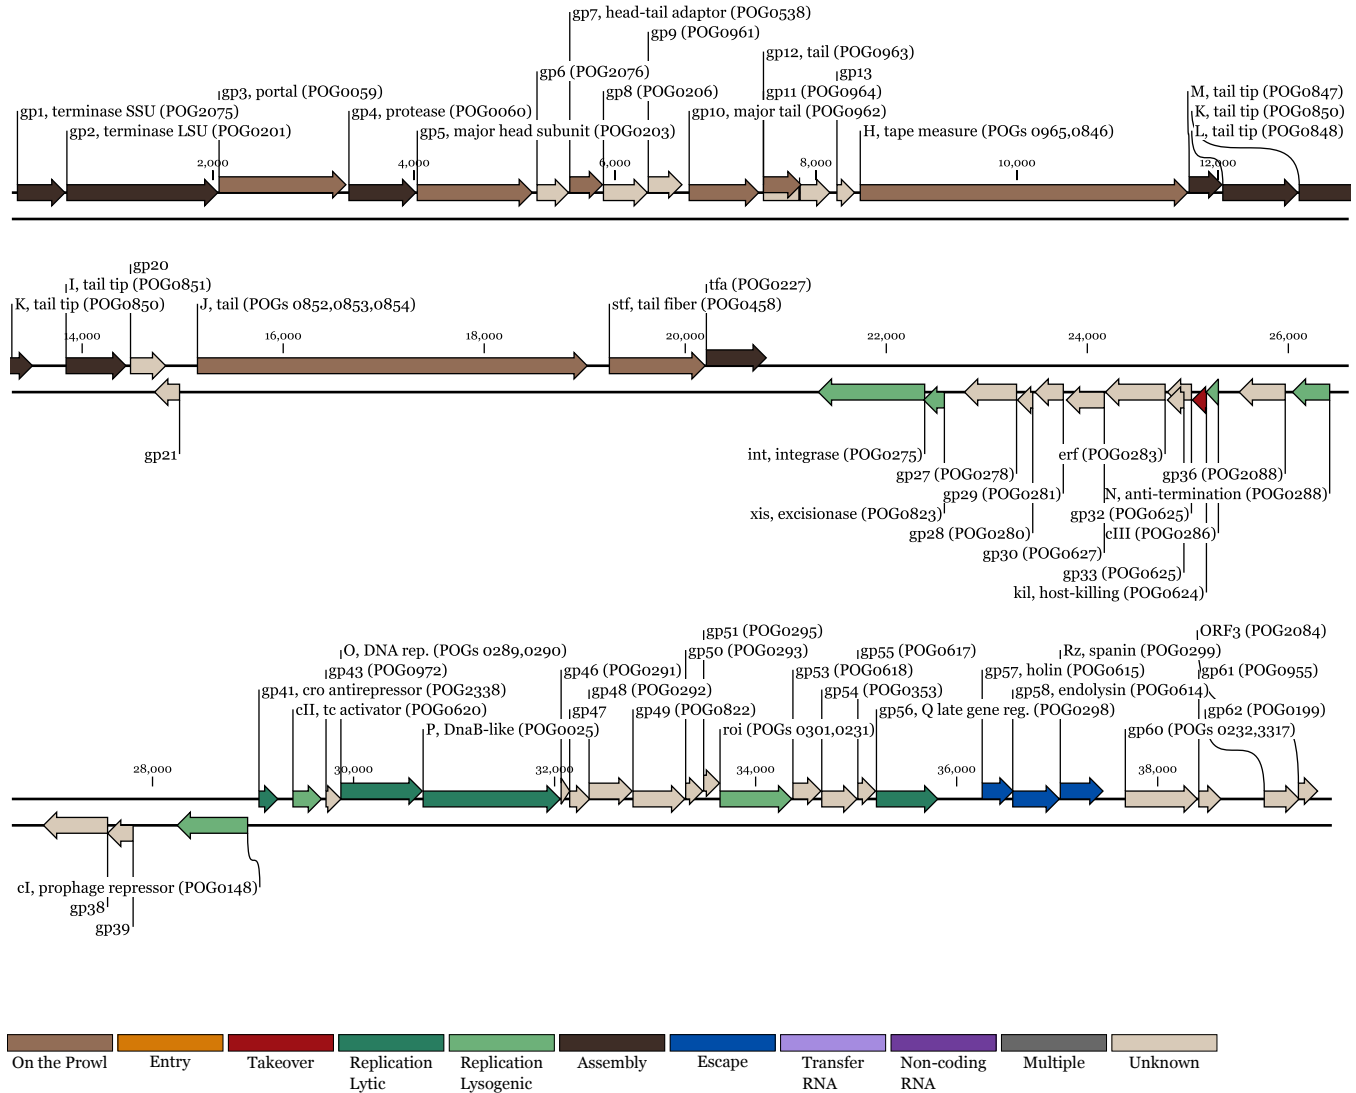 gp7, head-tail adaptor (POG0538)
gp9 (POG0961)
gp12, tail (POG0963)
gp6 (POG2076)
gp13
gp3, portal (POG0059)
gp8 (POG0206)
gp11 (POG0964)
M, tail tip (POG0847)
gp1, terminase SSU (POG2075)
gp4, protease (POG0060)
gp10, major tail (POG0962)
K, tail tip (POG0850)
gp2, terminase LSU (POG0201)
gp5, major head subunit (POG0203)
H, tape measure (POGs 0965,0846)
L, tail tip (POG0848)
2,000
4,000
6,000
8,000
10,000
12,000
gp20
I, tail tip (POG0851)
tfa (POG0227)
K, tail tip (POG0850)
J, tail (POGs 0852,0853,0854)
stf, tail fiber (POG0458)
14,000
16,000
18,000
20,000
22,000
24,000
26,000
gp21
int, integrase (POG0275)
erf (POG0283)
gp27 (POG0278)
gp36 (POG2088)
gp29 (POG0281)
N, anti-termination (POG0288)
xis, excisionase (POG0823)
gp32 (POG0625)
gp28 (POG0280)
cIII (POG0286)
gp30 (POG0627)
gp33 (POG0625)
kil, host-killing (POG0624)
gp51 (POG0295)
ORF3 (POG2084)
O, DNA rep. (POGs 0289,0290)
gp50 (POG0293)
gp55 (POG0617)
Rz, spanin (POG0299)
gp43 (POG0972)
gp46 (POG0291)
gp53 (POG0618)
gp57, holin (POG0615)
gp61 (POG0955)
gp41, cro antirepressor (POG2338)
gp48 (POG0292)
gp54 (POG0353)
gp58, endolysin (POG0614)
cII, tc activator (POG0620)
gp47
gp49 (POG0822)
gp56, Q late gene reg. (POG0298)
gp62 (POG0199)
P, DnaB-like (POG0025)
roi (POGs 0301,0231)
gp60 (POGs 0232,3317)
28,000
30,000
32,000
34,000
36,000
38,000
cI, prophage repressor (POG0148)
gp38
gp39
On the Prowl
Entry
Takeover
Replication
Lytic
Replication
Lysogenic
Assembly
Escape
Transfer
RNA
Non-coding
RNA
Multiple
Unknown